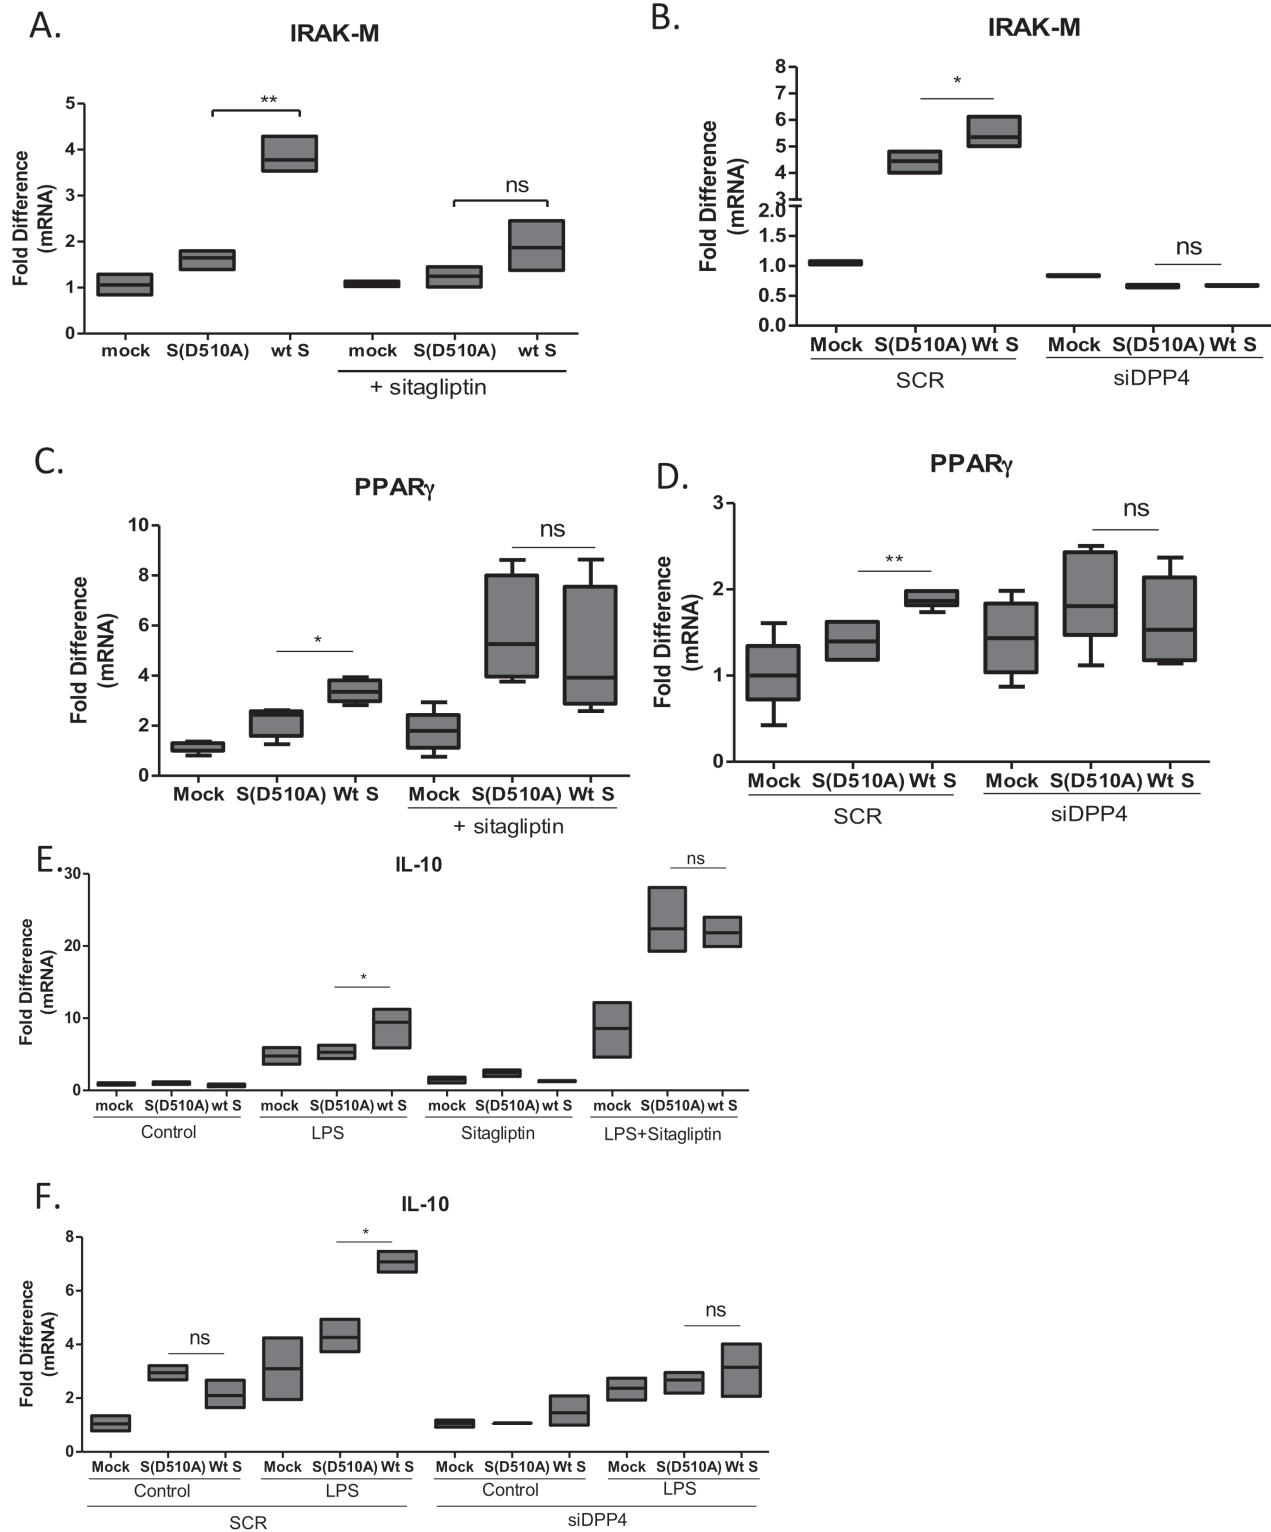 A.
IRAK-M
Fold Difference
(mRNA)
5
4
3
2
1
0
**
ns
mock S(D510A) wt S mock S(D510A) wt S
+ sitagliptin
B.
IRAK-M
Fold Difference
(mRNA)
8
7
6
5
4
3
2.0
1.5
1.0
0.5
0.0
*
ns
Mock S(D510A) Wt S Mock S(D510A) Wt S
SCR siDPP4
C.
PPARγ
Fold Difference
(mRNA)
10
8
6
4
2
0
*
ns
Mock S(D510A) Wt S Mock S(D510A) Wt S
+ sitagliptin
D.
PPARγ
Fold Difference
(mRNA)
3
2
1
0
**
ns
Mock S(D510A) Wt S Mock S(D510A) Wt S
SCR siDPP4
E.
IL-10
Fold Difference
(mRNA)
30
20
10
0
*
ns
mock S(D510A) wt S mock S(D510A) wt S mock S(D510A) wt S mock S(D510A) wt S
Control LPS Sitagliptin LPS+Sitagliptin
F.
IL-10
Fold Difference
(mRNA)
8
6
4
2
0
ns
*
ns
Mock S(D510A) Wt S Mock S(D510A) Wt S Mock S(D510A) Wt S Mock S(D510A) Wt S
Control LPS Control LPS
SCR siDPP4